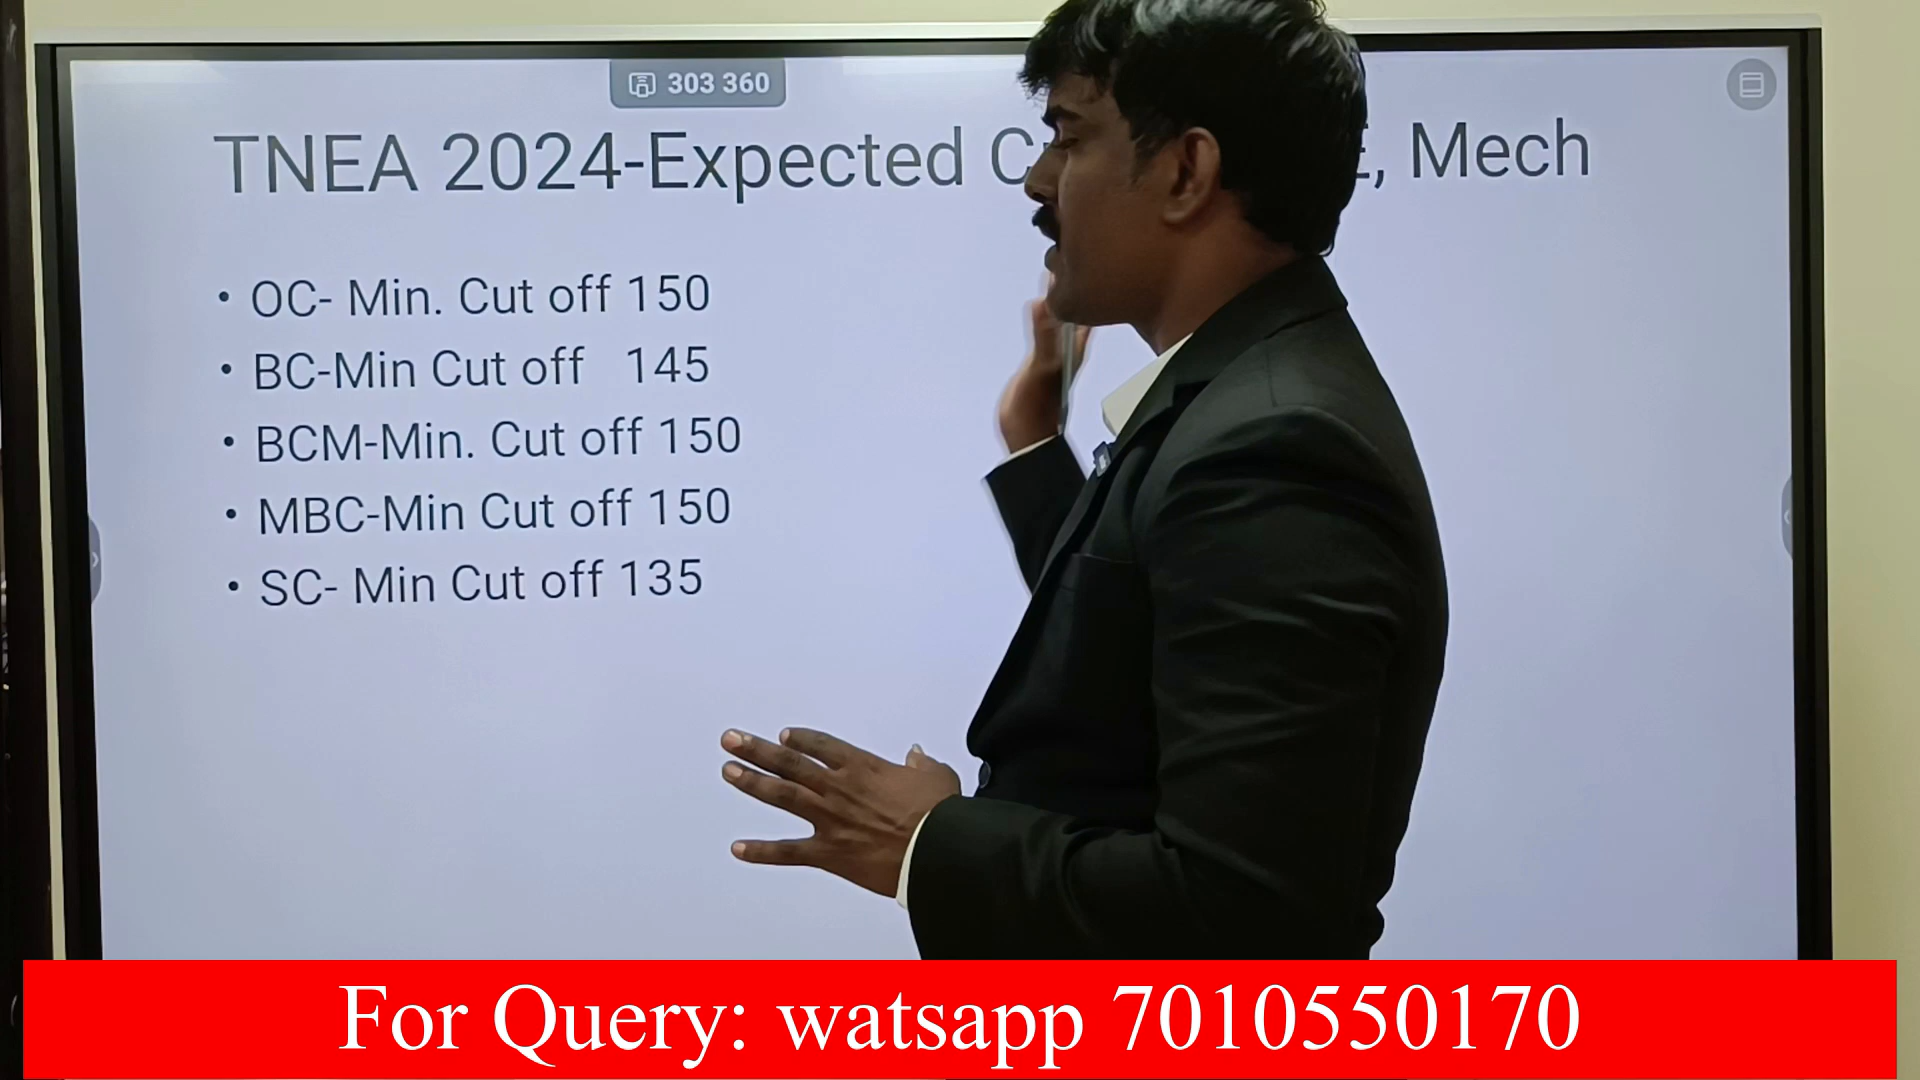 303 360
TNEA 2024-Expected , Mech
• OC- Min. Cut off 150
• BC-Min Cut off 145
• BCM-Min. Cut off 150
• MBC-Min Cut off 150
• SC- Min Cut off 135
For Query: watsapp 7010550170